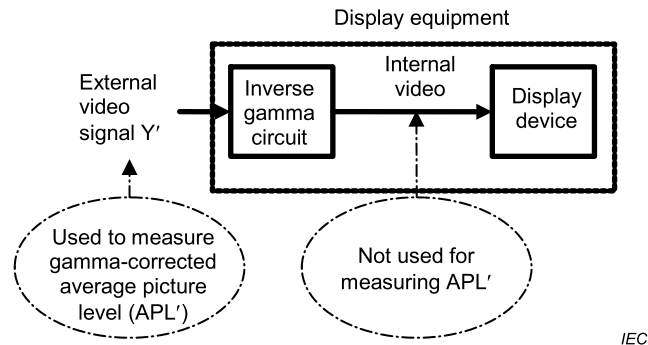 Display equipment
External
video
signal Y′
Inverse
gamma
circuit
Internal
video
Display
device
Used to measure
gamma-corrected
average picture
level (APL′)
Not used for
measuring APL′
IEC